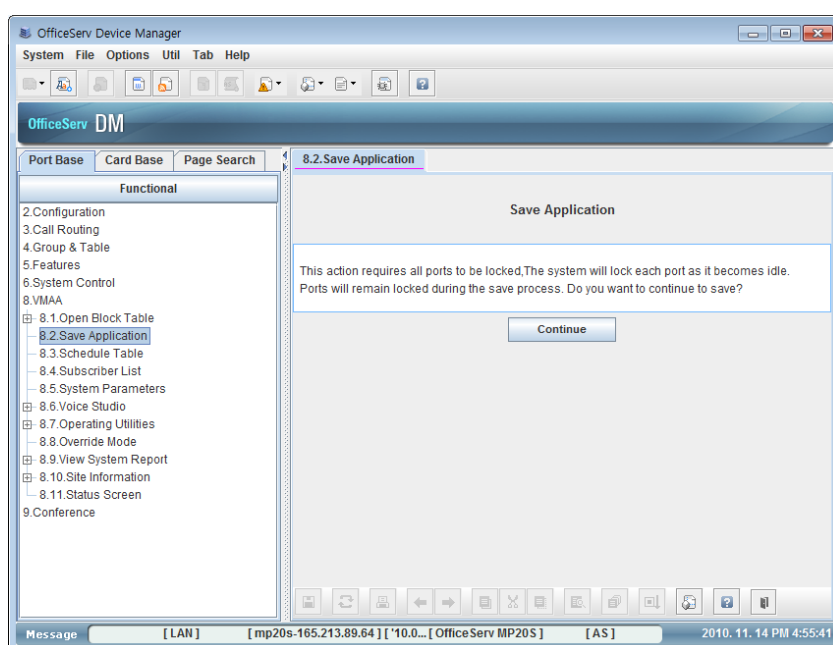 OfficeServ Device Manager
System File Options Util Tab Help
OfficeServ DM
Port Base Card Base Page Search
8.2.Save Application
Functional
2.Configuration
3.Call Routing
4.Group & Table
5.Features
6.System Control
8.VMAA
8.1.Open Block Table
8.2.Save Application
8.3.Schedule Table
8.4.Subscriber List
8.5.System Parameters
8.6.Voice Studio
8.7.Operating Utilities
8.8.Override Mode
8.9.View System Report
8.10.Site Information
8.11.Status Screen
9.Conference
Save Application
This action requires all ports to be locked,The system will lock each port as it becomes idle.
Ports will remain locked during the save process. Do you want to continue to save?
Continue
Message [ LAN ] [ mp20s-165.213.89.64 ] [ '10.0... [ OfficeServ MP20S ] [ AS ] 2010. 11. 14 PM 4:55:41